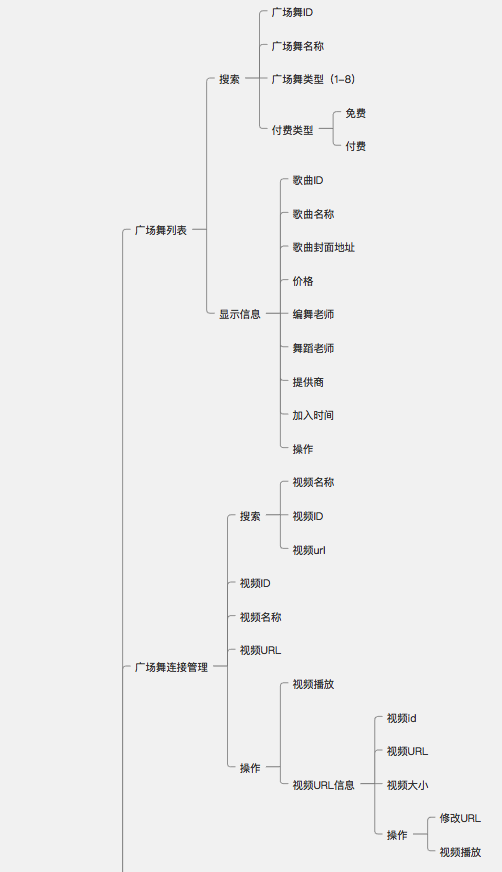 广场舞列表
搜索
广场舞ID
广场舞名称
广场舞类型（1-8）
付费类型
免费
付费
显示信息
歌曲ID
歌曲名称
歌曲封面地址
价格
编舞老师
舞蹈老师
提供商
加入时间
操作
广场舞连接管理
搜索
视频名称
视频ID
视频url
视频ID
视频名称
视频URL
操作
视频播放
视频URL信息
视频id
视频URL
视频大小
操作
修改URL
视频播放